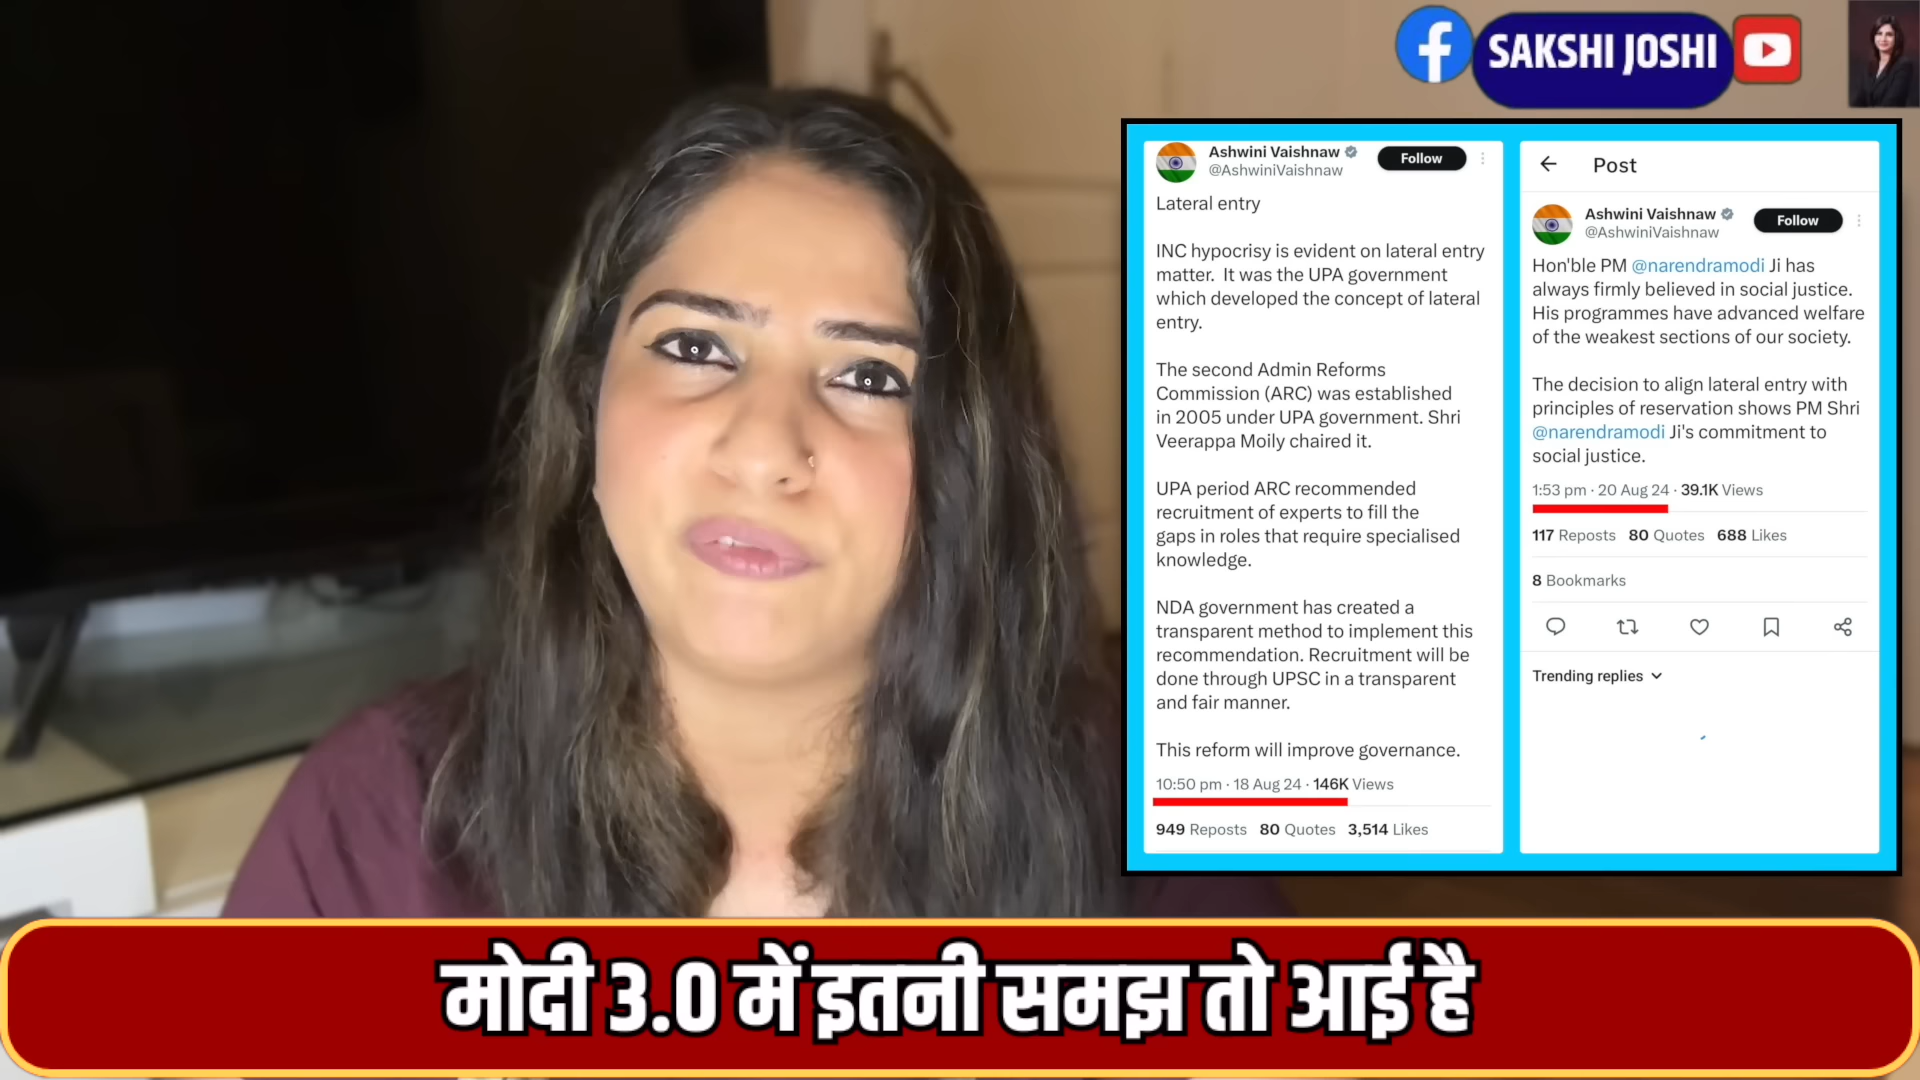 SAKSHI JOSHI
Ashwini Vaishnaw
Follow
@AshwiniVaishnaw
Lateral entry
INC hypocrisy is evident on lateral entry
matter. It was the UPA government
which developed the concept of lateral
entry.
The second Admin Reforms
Commission (ARC) was established
in 2005 under UPA government. Shri
Veerappa Moily chaired it.
UPA period ARC recommended
recruitment of experts to fill the
gaps in roles that require specialised
knowledge.
NDA government has created a
transparent method to implement this
recommendation. Recruitment will be
done through UPSC in a transparent
and fair manner.
This reform will improve governance.
10:50 pm · 18 Aug 24 · 146K Views
949 Reposts 80 Quotes 3,514 Likes
Post
Ashwini Vaishnaw
Follow
@AshwiniVaishnaw
Hon'ble PM @narendramodi Ji has
always firmly believed in social justice.
His programmes have advanced welfare
of the weakest sections of our society.
The decision to align lateral entry with
principles of reservation shows PM Shri
@narendramodi Ji's commitment to
social justice.
1:53 pm · 20 Aug 24 · 39.1K Views
117 Reposts 80 Quotes 688 Likes
8 Bookmarks
Trending replies
मोदी 3.0 में इतनी समझ तो आई है